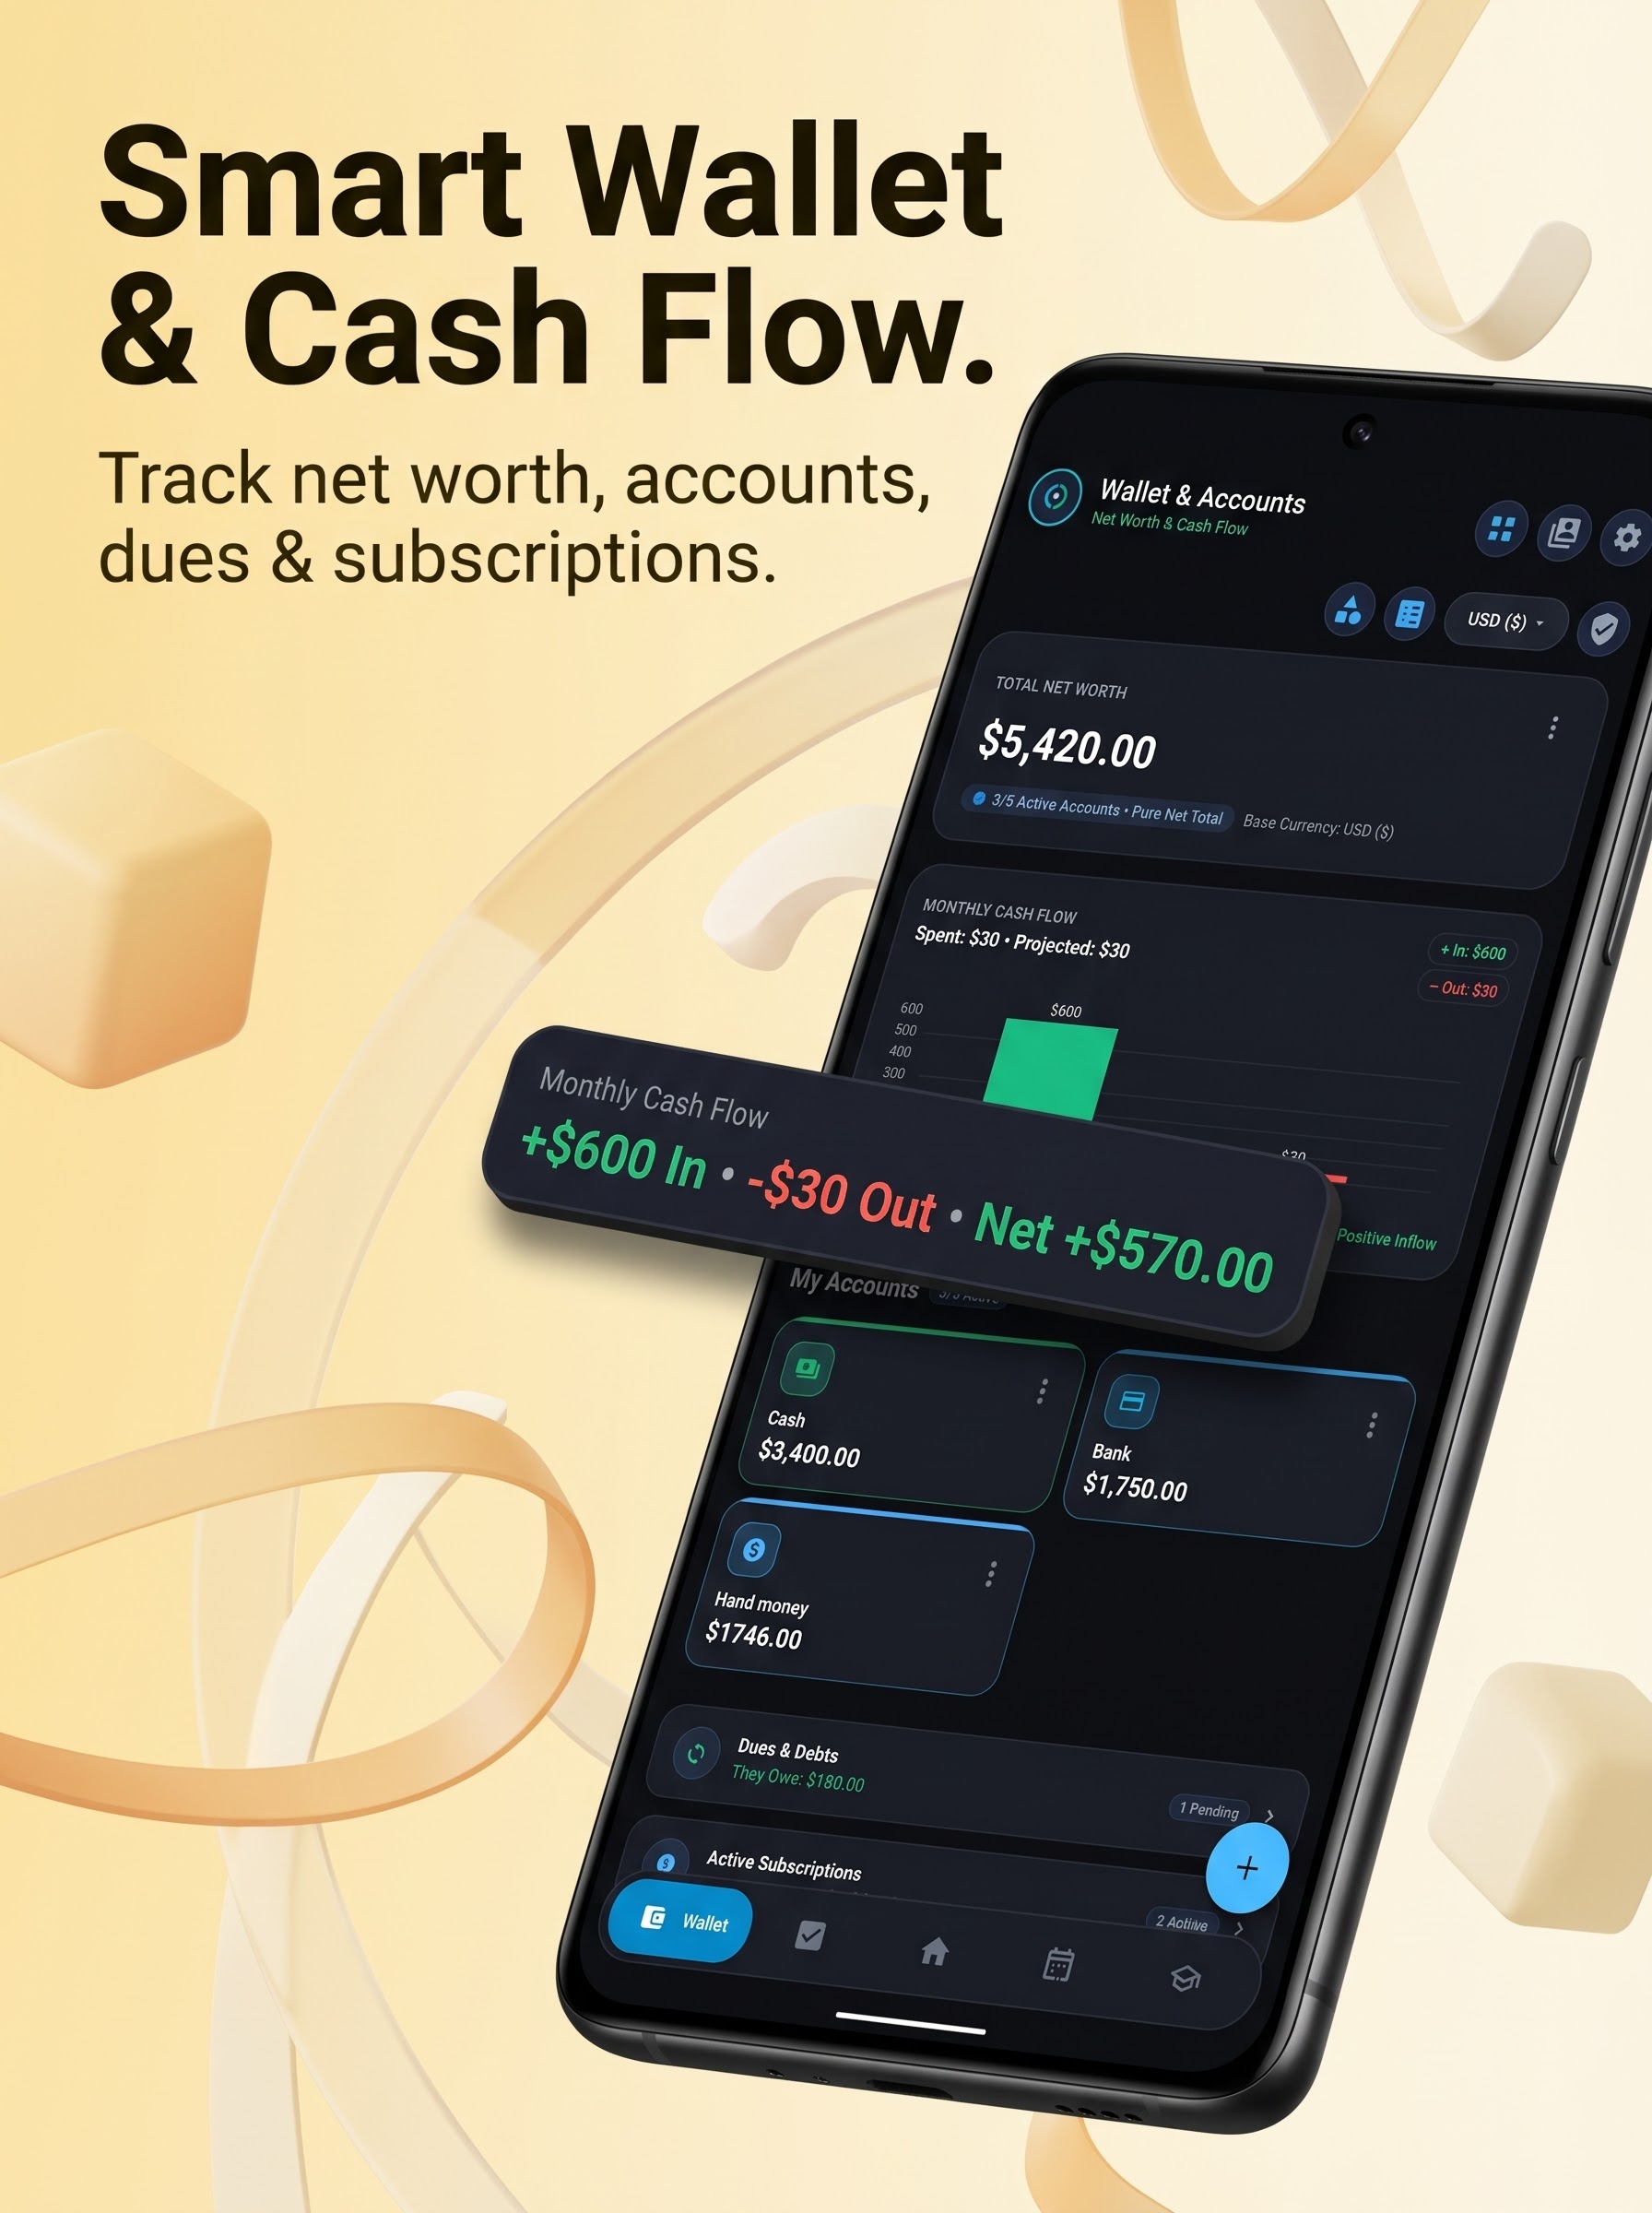 Smart Wallet
& Cash Flow.
Track net worth, accounts,
dues & subscriptions.
Wallet & Accounts
Net Worth & Cash Flow
USD ($)
TOTAL NET WORTH
$5,420.00
3/5 Active Accounts • Pure Net Total
Base Currency: USD ($)
MONTHLY CASH FLOW
Spent: $30 • Projected: $30
+ In: $600
– Out: $30
600
500
400
300
$600
$30
Monthly Cash Flow
+$600 In • -$30 Out • Net +$570.00
Positive Inflow
My Accounts
3/5 Active
Cash
$3,400.00
Bank
$1,750.00
Hand money
$1746.00
Dues & Debts
They Owe: $180.00
1 Pending
Active Subscriptions
2
Wallet